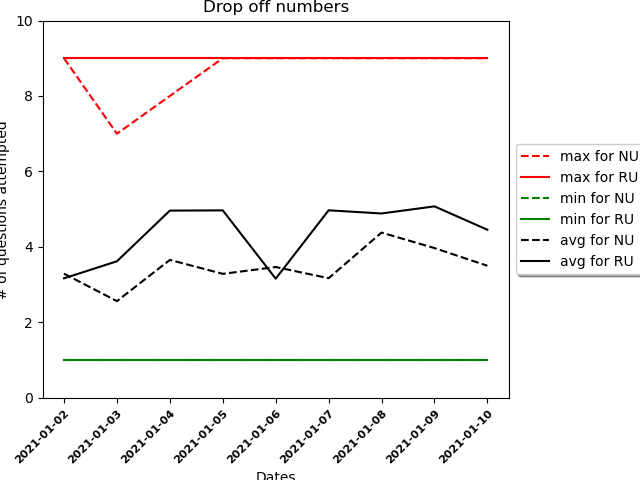 Drop off numbers
# of questions attempted
10
8
6
4
2
0
2021-01-02
2021-01-03
2021-01-04
2021-01-05
2021-01-06
2021-01-07
2021-01-08
2021-01-09
2021-01-10
Dates
max for NU
max for RU
min for NU
min for RU
avg for NU
avg for RU